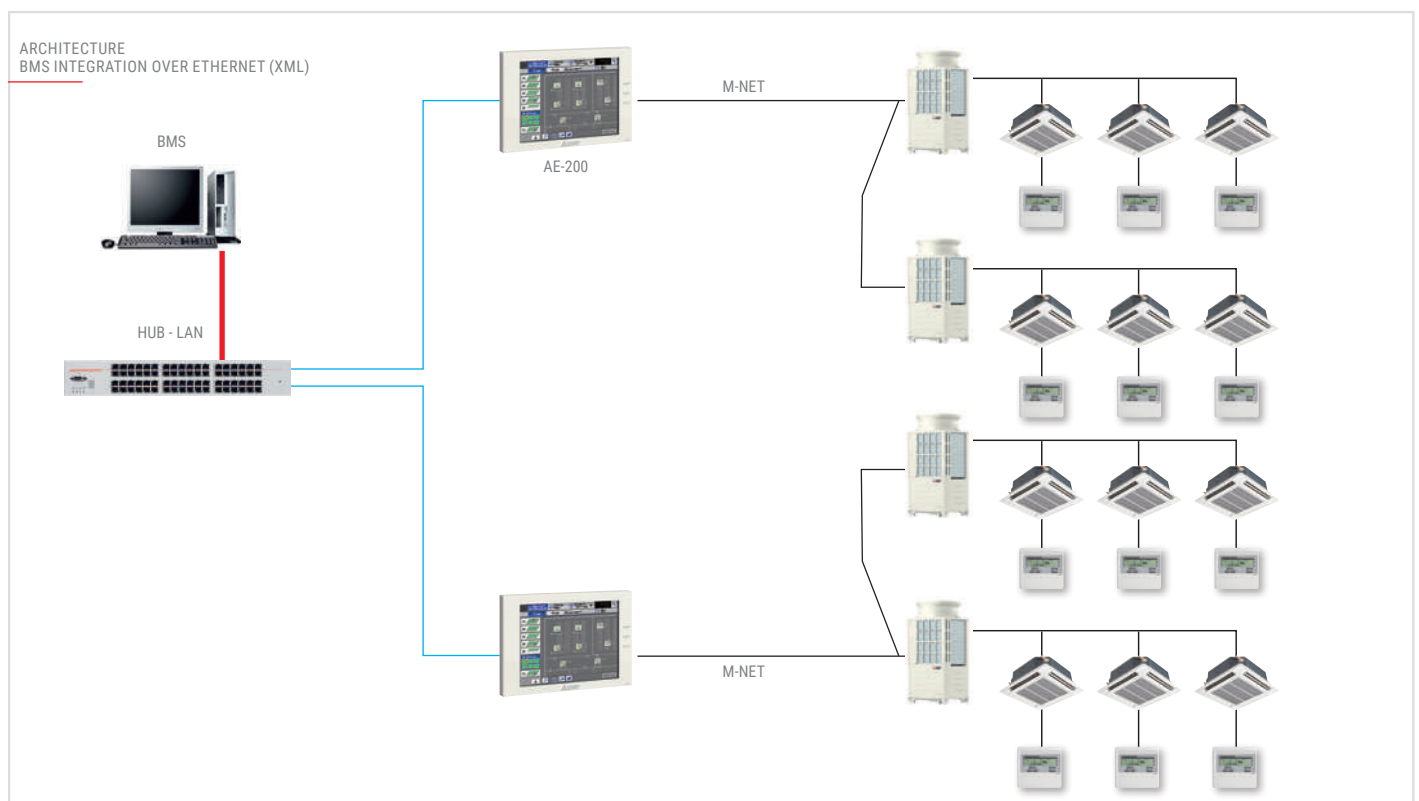 ARCHITECTURE
BMS INTEGRATION OVER ETHERNET (XML)
BMS
HUB - LAN
AE-200
M-NET
M-NET